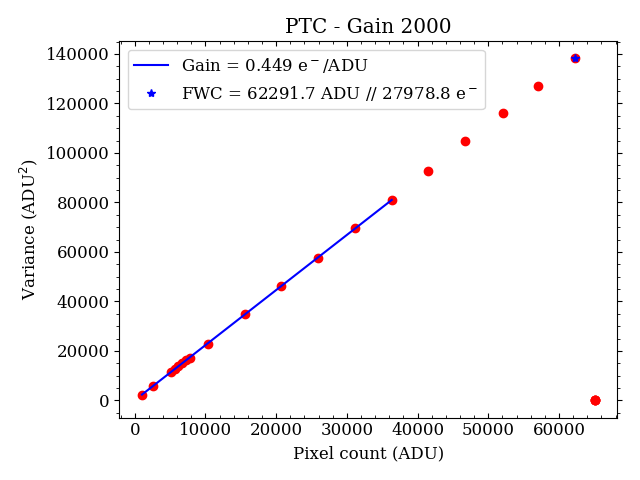 PTC - Gain 2000
Gain = 0.449 e⁻/ADU
FWC = 62291.7 ADU // 27978.8 e⁻
140000
120000
100000
80000
60000
40000
20000
0
Variance (ADU²)
0 10000 20000 30000 40000 50000 60000
Pixel count (ADU)